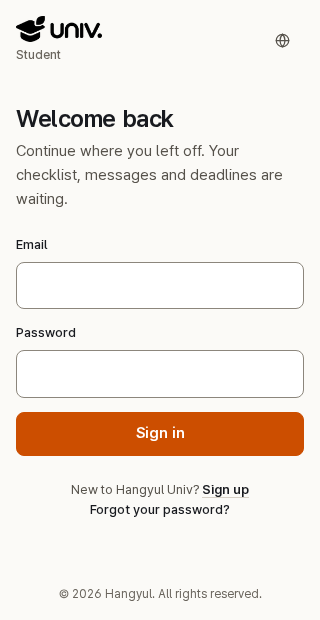 UNIV.
Student
Welcome back
Continue where you left off. Your
checklist, messages and deadlines are
waiting.
Email
Password
Sign in
New to Hangyul Univ? Sign up
Forgot your password?
© 2026 Hangyul. All rights reserved.